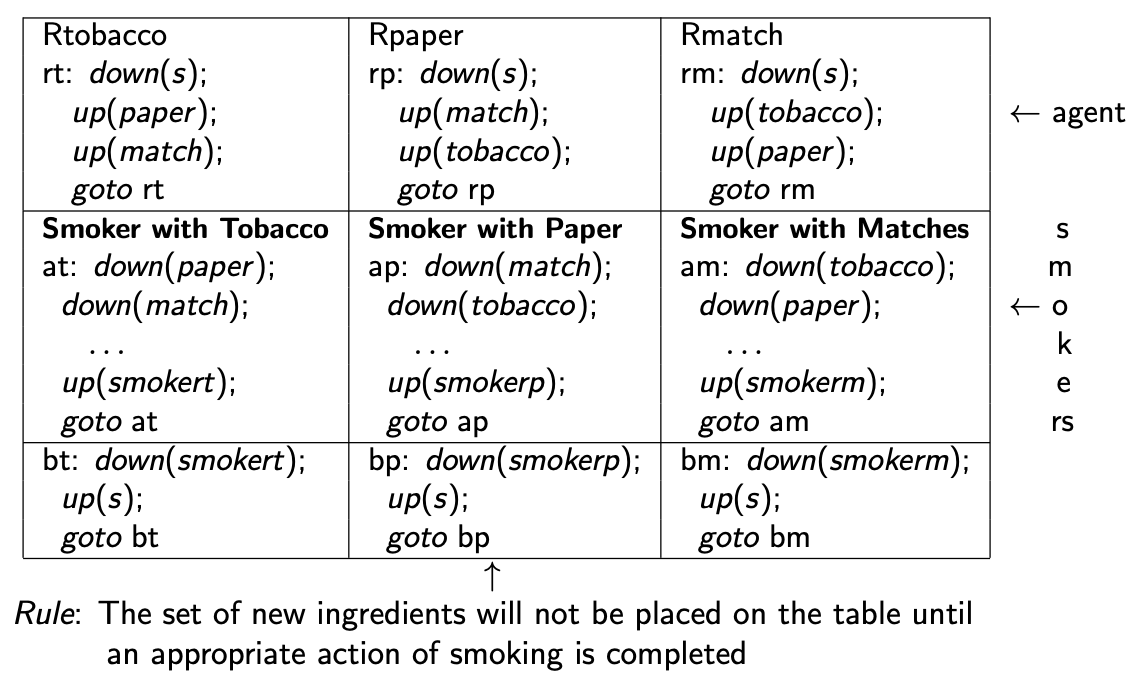 Rtobacco Rpaper Rmatch
rt: down(s); rp: down(s); rm: down(s);
up(paper); up(match); up(tobacco); ← agent
up(match); up(tobacco); up(paper);
goto rt goto rp goto rm
Smoker with Tobacco Smoker with Paper Smoker with Matches s
at: down(paper); ap: down(match); am: down(tobacco); m
down(match); down(tobacco); down(paper); ← o
... ... ... k
up(smokert); up(smokerp); up(smokerm); e
goto at goto ap goto am rs
bt: down(smokert); bp: down(smokerp); bm: down(smokerm);
up(s); up(s); up(s);
goto bt goto bp goto bm
↑
Rule: The set of new ingredients will not be placed on the table until
an appropriate action of smoking is completed